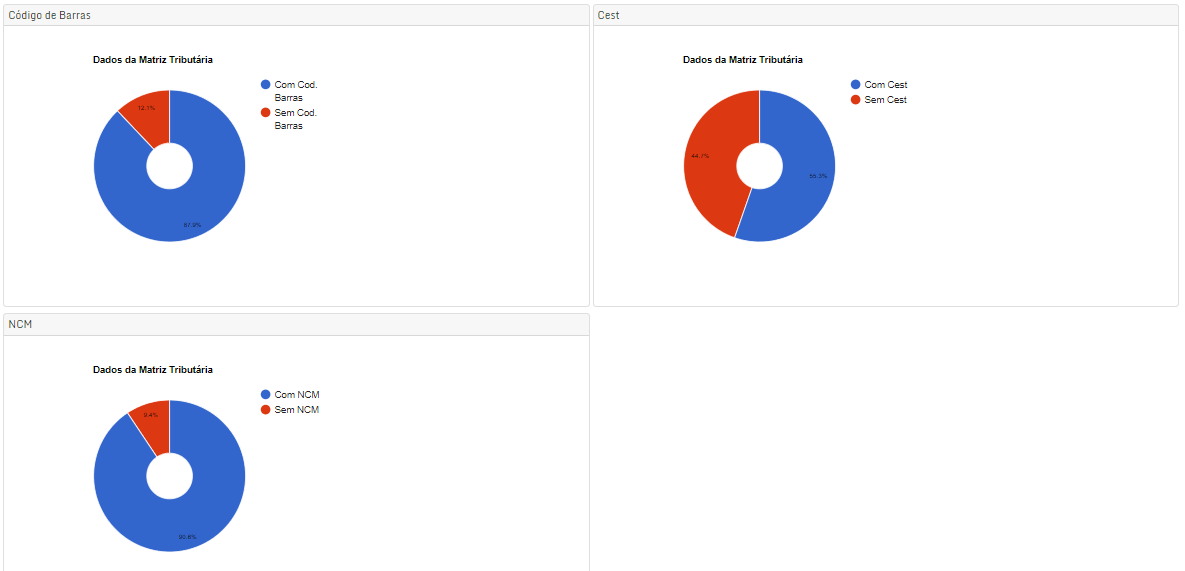 Código de Barras
Dados da Matriz Tributária
Com Cod.
Barras
Sem Cod.
Barras
12.1%
87.9%
Cest
Dados da Matriz Tributária
Com Cest
Sem Cest
44.7%
55.3%
NCM
Dados da Matriz Tributária
Com NCM
Sem NCM
9.4%
90.6%